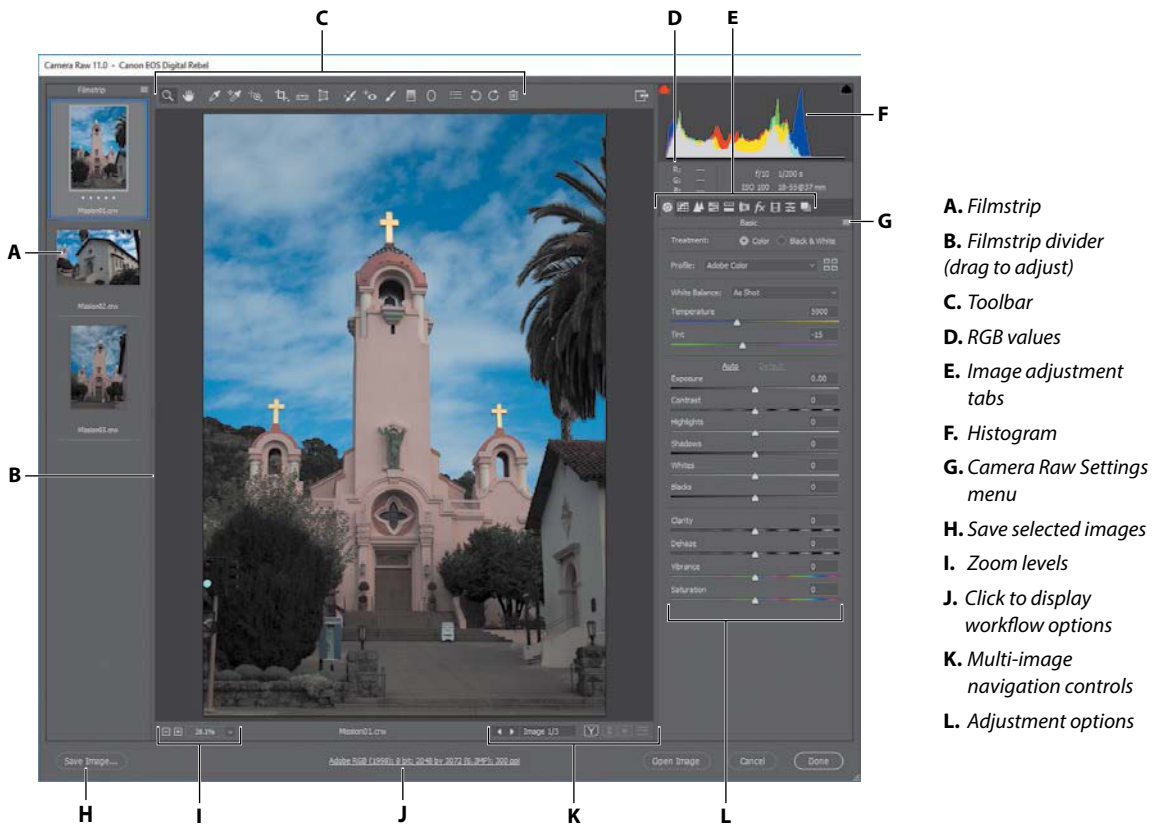 C
D
E
Camera Raw 11.0 - Canon EOS Digital Rebel
Filmstrip
F
R: ---
G: ---
B: ---
f/10 1/200 s
ISO 100 18-55@37 mm
Mission01.crw
G
Basic
Treatment: Color Black & White
A
Profile: Adobe Color
White Balance: As Shot
Mission02.crw
Temperature 5900
Tint -15
Auto Default
Exposure 0.00
Contrast 0
Highlights 0
Mission03.crw
Shadows 0
Whites 0
B
Blacks 0
Clarity 0
Dehaze 0
Vibrance 0
Saturation 0
28.1% Mission01.crw Image 1/3 Y
Save Image... Adobe RGB (1998); 8 bit; 2048 by 3072 (6.3MP); 300 ppi Open Image Cancel Done
H
I
J
K
L
A. Filmstrip
B. Filmstrip divider
(drag to adjust)
C. Toolbar
D. RGB values
E. Image adjustment
tabs
F. Histogram
G. Camera Raw Settings
menu
H. Save selected images
I. Zoom levels
J. Click to display
workflow options
K. Multi-image
navigation controls
L. Adjustment options